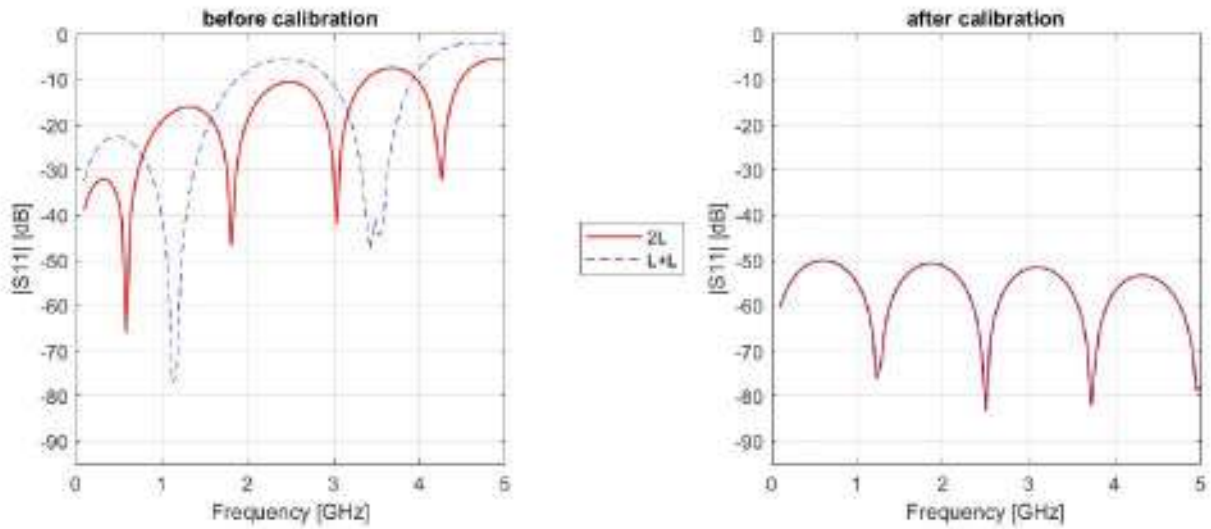 before calibration
0
-10
-20
-30
-40
-50
-60
-70
-80
-90
|S11| [dB]
0 1 2 3 4 5
Frequency [GHz]
2L
L+L
after calibration
0
-10
-20
-30
-40
-50
-60
-70
-80
-90
|S11| [dB]
0 1 2 3 4 5
Frequency [GHz]